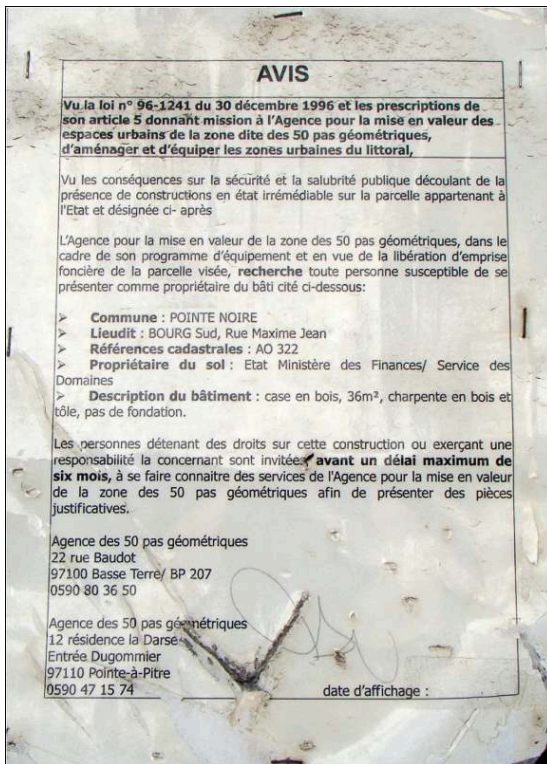 AVIS
Vu la loi n° 96-1241 du 30 décembre 1996 et les prescriptions de
son article 5 donnant mission à l'Agence pour la mise en valeur des
espaces urbains de la zone dite des 50 pas géométriques,
d'aménager et d'équiper les zones urbaines du littoral,
Vu les conséquences sur la sécurité et la salubrité publique découlant de la
présence de constructions en état irrémédiable sur la parcelle appartenant à
l'Etat et désignée ci- après
L'Agence pour la mise en valeur de la zone des 50 pas géométriques, dans le
cadre de son programme d'équipement et en vue de la libération d'emprise
foncière de la parcelle visée, recherche toute personne susceptible de se
présenter comme propriétaire du bâti cité ci-dessous:
➢ Commune : POINTE NOIRE
➢ Lieudit : BOURG Sud, Rue Maxime Jean
➢ Références cadastrales : AO 322
➢ Propriétaire du sol : Etat Ministère des Finances/ Service des
Domaines
➢ Description du bâtiment : case en bois, 36m², charpente en bois et
tôle, pas de fondation.
Les personnes détenant des droits sur cette construction ou exerçant une
responsabilité la concernant sont invitées, avant un délai maximum de
six mois, à se faire connaitre des services de l'Agence pour la mise en valeur
de la zone des 50 pas géométriques afin de présenter des pièces
justificatives.
Agence des 50 pas géométriques
22 rue Baudot
97100 Basse Terre/ BP 207
0590 80 36 50
Agence des 50 pas géométriques
12 résidence la Darse
Entrée Dugommier
97110 Pointe-à-Pitre
0590 47 15 74 date d'affichage :